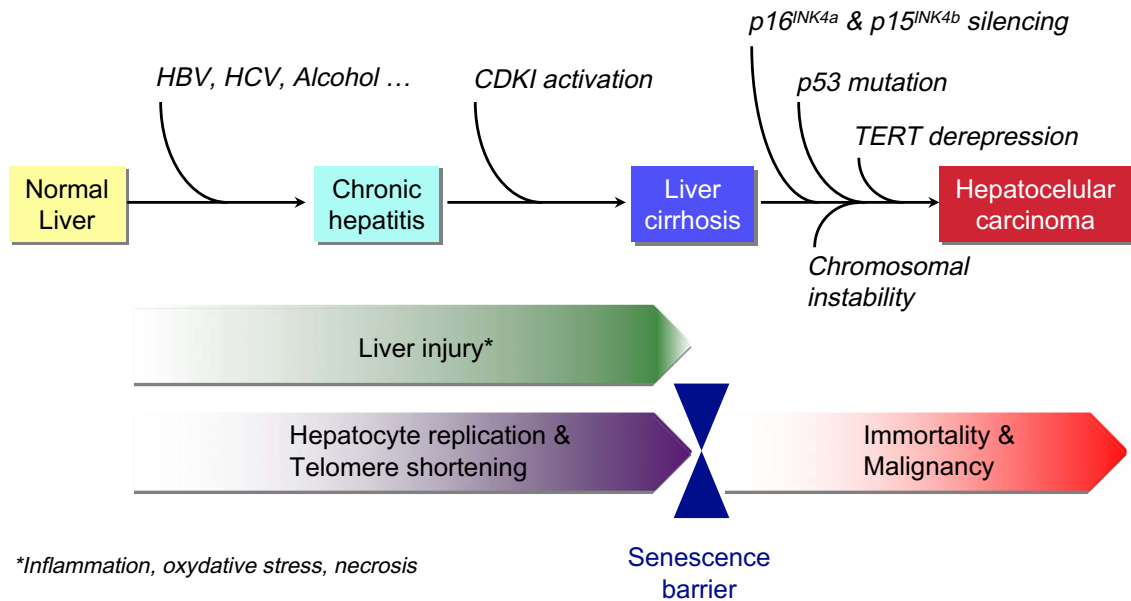 p16INK4a & p15INK4b silencing
HBV, HCV, Alcohol …
CDKI activation
p53 mutation
TERT derepression
Normal
Liver
Chronic
hepatitis
Liver
cirrhosis
Hepatocelular
carcinoma
Chromosomal
instability
Liver injury*
Hepatocyte replication &
Telomere shortening
Immortality &
Malignancy
*Inflammation, oxydative stress, necrosis
Senescence
barrier